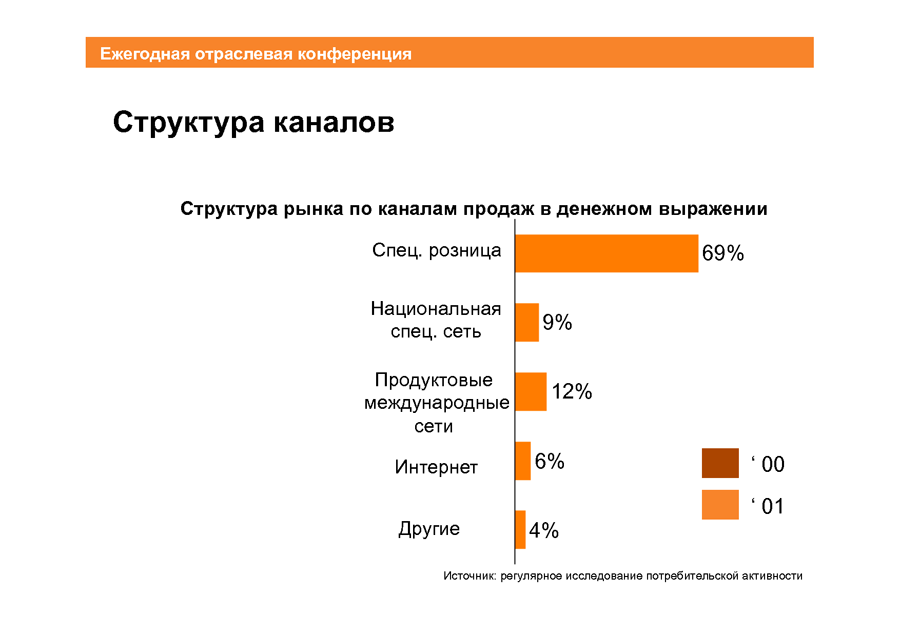 Ежегодная отраслевая конференция
Структура каналов
Структура рынка по каналам продаж в денежном выражении
Спец. розница
69%
Национальная
спец. сеть
9%
Продуктовые
международные
сети
12%
Интернет
6%
Другие
4%
‘ 00
‘ 01
Источник: регулярное исследование потребительской активности